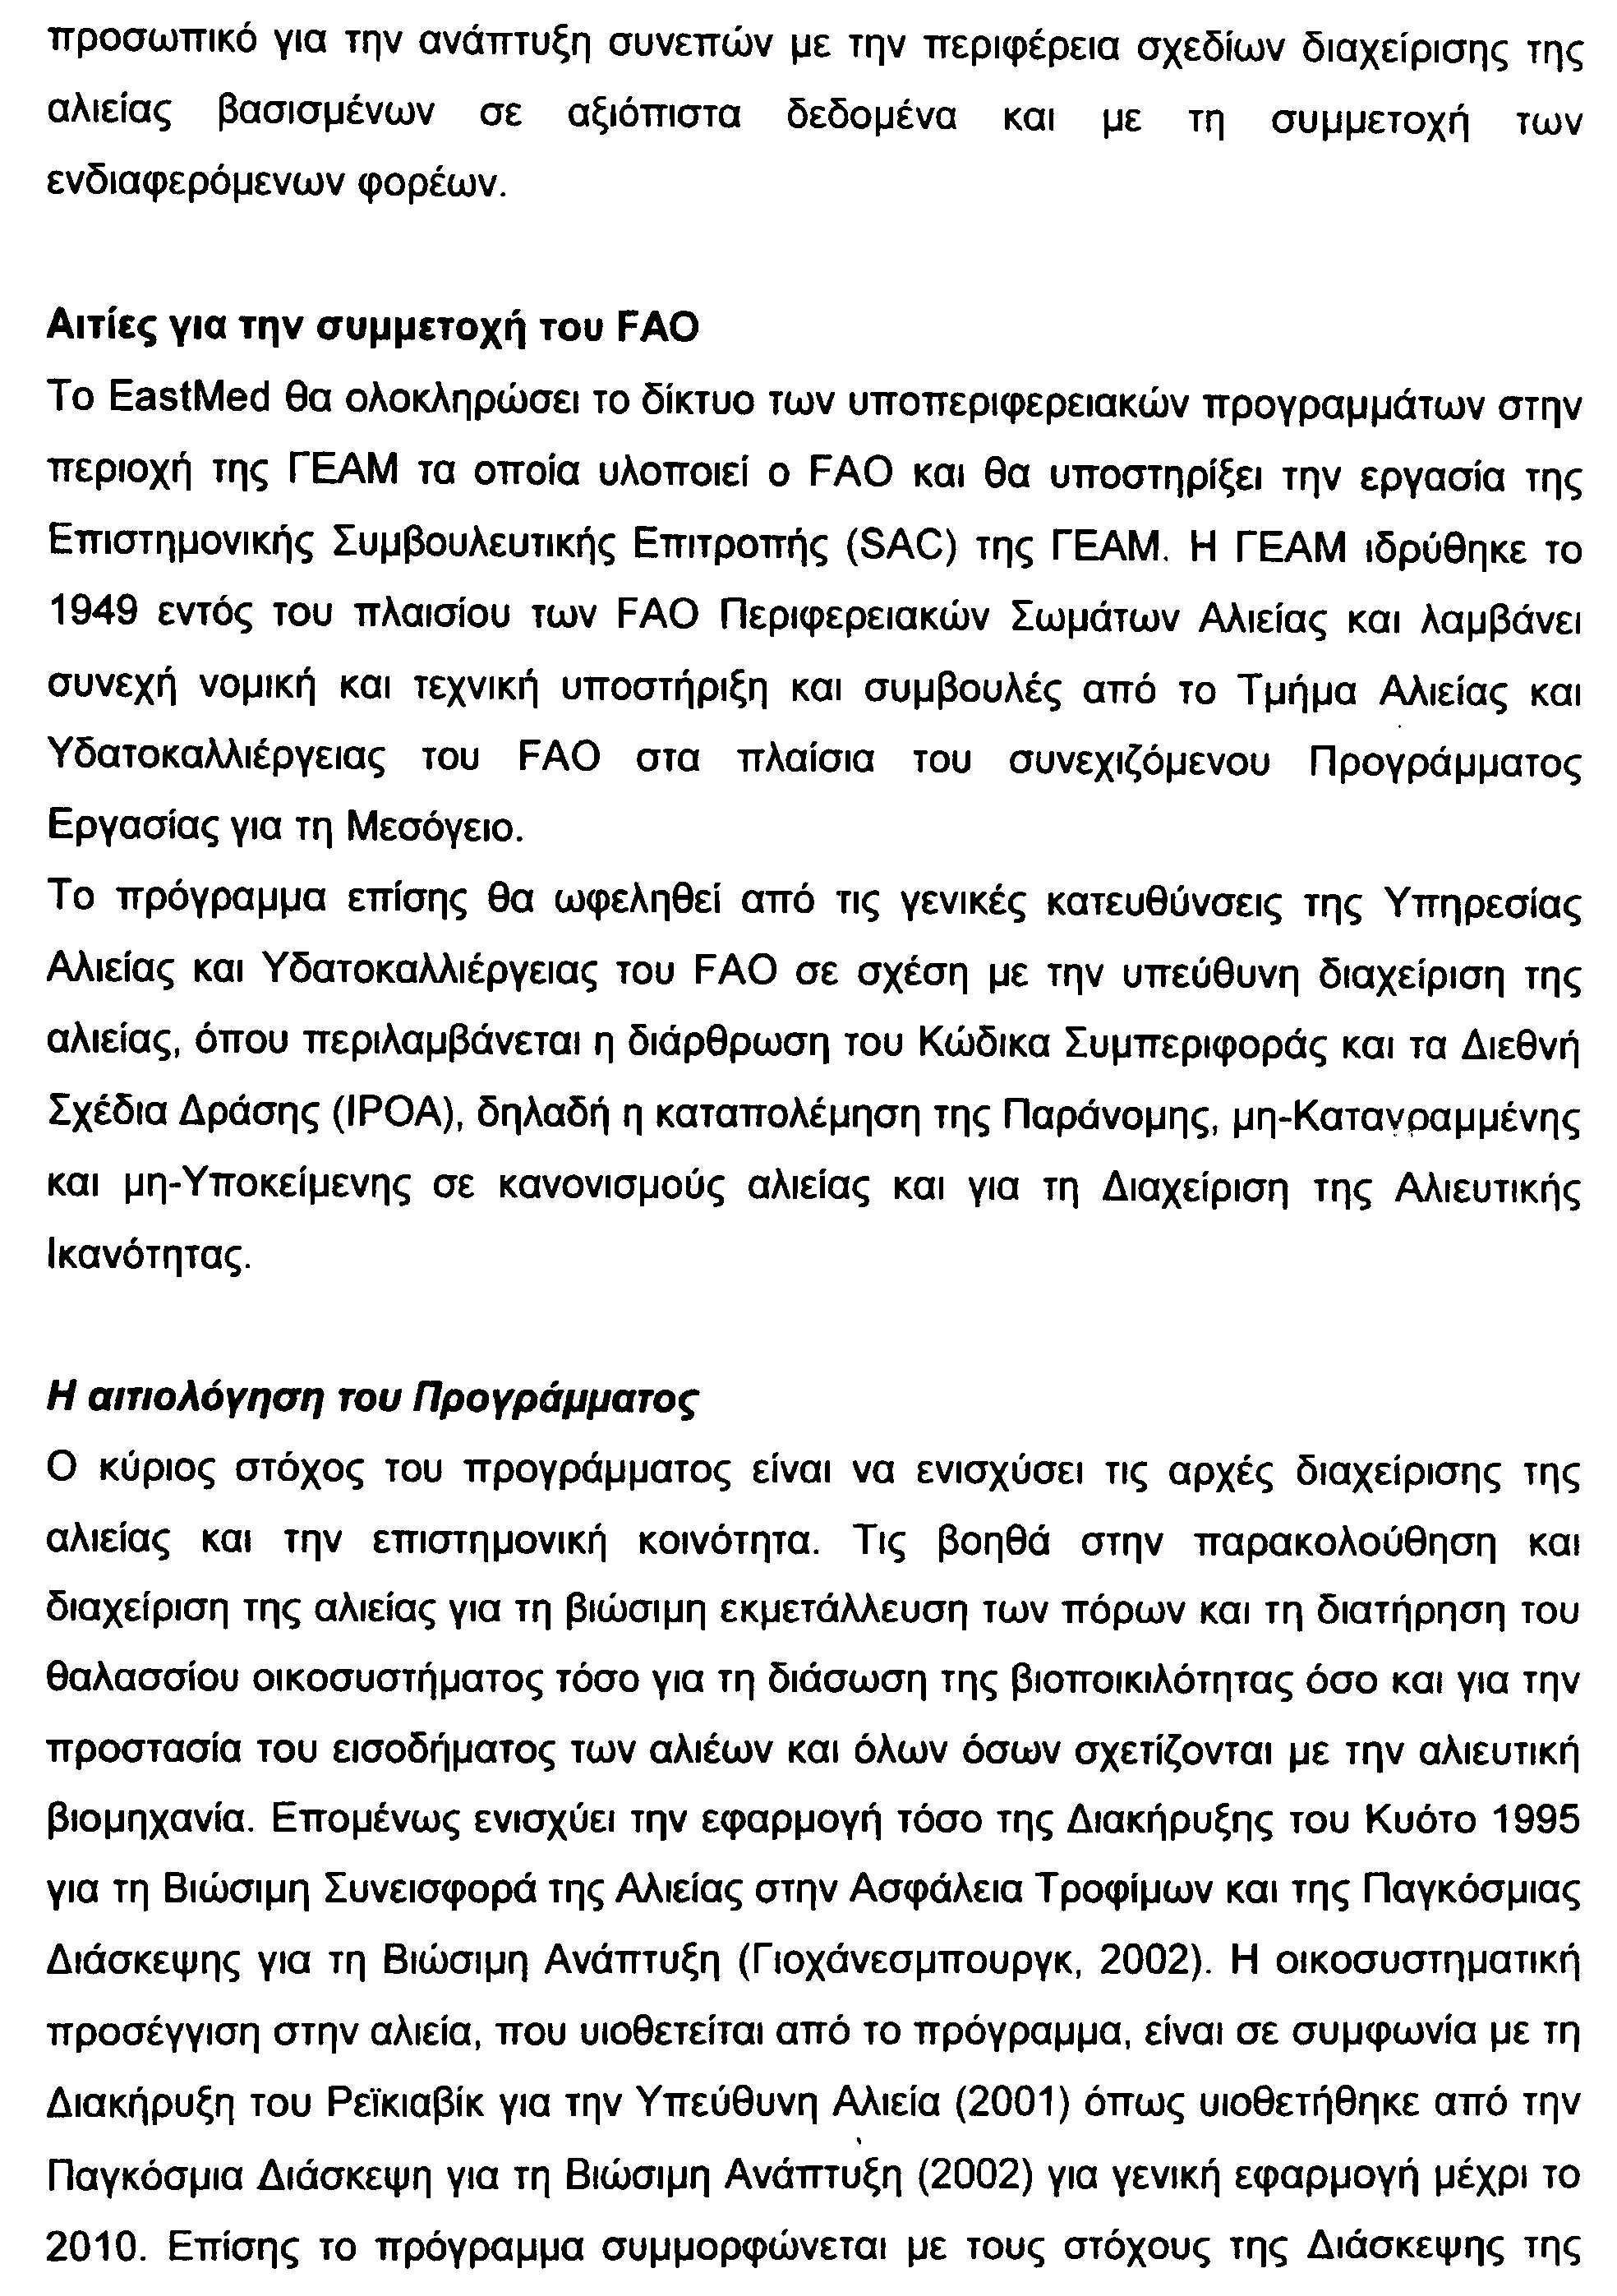 προσωπικό για την ανάπτυξη συνεπών με την περιφέρεια σχεδίων διαχείρισης της
αλιείας βασισμένων σε αξιόπιστα δεδομένα και με τη συμμετοχή των
ενδιαφερόμενων φορέων.
Αιτίες για την συμμετοχή του FAO
Το EastMed θα ολοκληρώσει το δίκτυο των υποπεριφερειακών προγραμμάτων στην
περιοχή της ΓΕΑΜ τα οποία υλοποιεί ο FAO και θα υποστηρίξει την εργασία της
Επιστημονικής Συμβουλευτικής Επιτροπής (SAC) της ΓΕΑΜ. Η ΓΕΑΜ ιδρύθηκε το
1949 εντός του πλαισίου των FAO Περιφερειακών Σωμάτων Αλιείας και λαμβάνει
συνεχή νομική και τεχνική υποστήριξη και συμβουλές από το Τμήμα Αλιείας και
Υδατοκαλλιέργειας του FAO στα πλαίσια του συνεχιζόμενου Προγράμματος
Εργασίας για τη Μεσόγειο.
Το πρόγραμμα επίσης θα ωφεληθεί από τις γενικές κατευθύνσεις της Υπηρεσίας
Αλιείας και Υδατοκαλλιέργειας του FAO σε σχέση με την υπεύθυνη διαχείριση της
αλιείας, όπου περιλαμβάνεται η διάρθρωση του Κώδικα Συμπεριφοράς και τα Διεθνή
Σχέδια Δράσης (IPOA), δηλαδή η καταπολέμηση της Παράνομης, μη-Καταγραμμένης
και μη-Υποκείμενης σε κανονισμούς αλιείας και για τη Διαχείριση της Αλιευτικής
Ικανότητας.
Η αιτιολόγηση του Προγράμματος
Ο κύριος στόχος του προγράμματος είναι να ενισχύσει τις αρχές διαχείρισης της
αλιείας και την επιστημονική κοινότητα. Τις βοηθά στην παρακολούθηση και
διαχείριση της αλιείας για τη βιώσιμη εκμετάλλευση των πόρων και τη διατήρηση του
θαλασσίου οικοσυστήματος τόσο για τη διάσωση της βιοποικιλότητας όσο και για την
προστασία του εισοδήματος των αλιέων και όλων όσων σχετίζονται με την αλιευτική
βιομηχανία. Επομένως ενισχύει την εφαρμογή τόσο της Διακήρυξης του Κυότο 1995
για τη Βιώσιμη Συνεισφορά της Αλιείας στην Ασφάλεια Τροφίμων και της Παγκόσμιας
Διάσκεψης για τη Βιώσιμη Ανάπτυξη (Γιοχάνεσμπουργκ, 2002). Η οικοσυστηματική
προσέγγιση στην αλιεία, που υιοθετείται από το πρόγραμμα, είναι σε συμφωνία με τη
Διακήρυξη του Ρεϊκιαβίκ για την Υπεύθυνη Αλιεία (2001) όπως υιοθετήθηκε από την
Παγκόσμια Διάσκεψη για τη Βιώσιμη Ανάπτυξη (2002) για γενική εφαρμογή μέχρι το
2010. Επίσης το πρόγραμμα συμμορφώνεται με τους στόχους της Διάσκεψης της